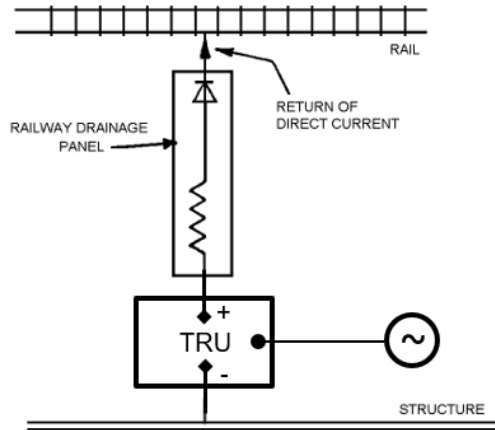 RAIL
RETURN OF
DIRECT CURRENT
RAILWAY DRAINAGE
PANEL
+
TRU
-
~
STRUCTURE